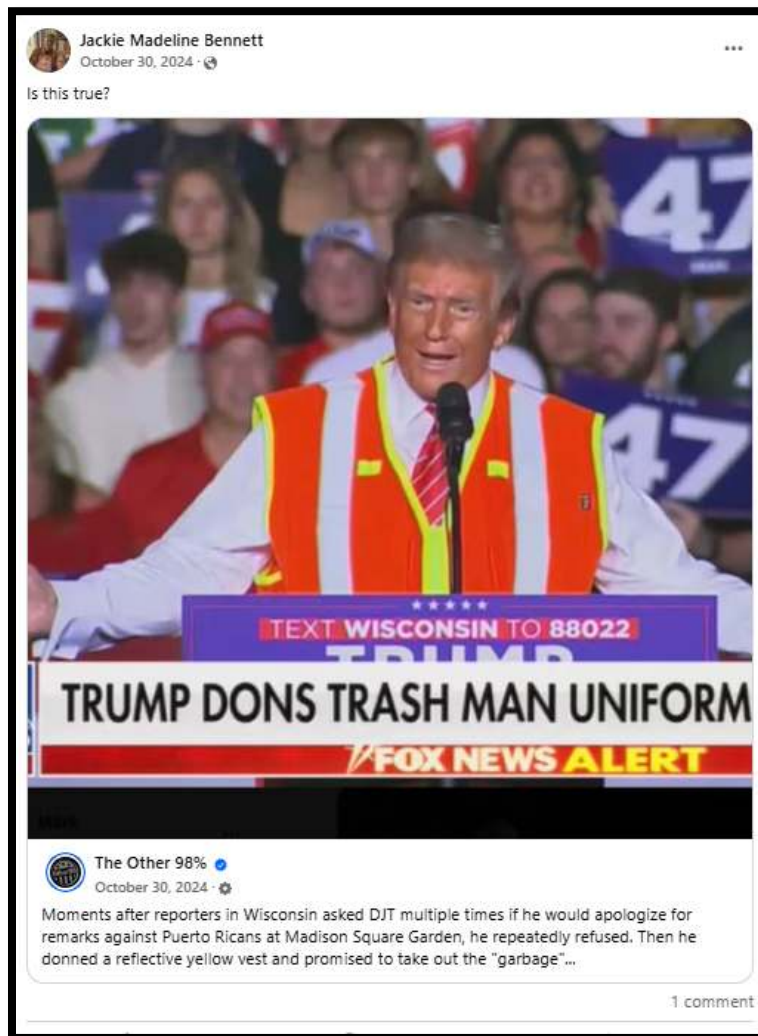 Jackie Madeline Bennett
October 30, 2024 ·
Is this true?
47
47
TEXT WISCONSIN TO 88022
TRUMP
TRUMP DONS TRASH MAN UNIFORM
FOX NEWS ALERT
The Other 98%
October 30, 2024 ·
Moments after reporters in Wisconsin asked DJT multiple times if he would apologize for
remarks against Puerto Ricans at Madison Square Garden, he repeatedly refused. Then he
donned a reflective yellow vest and promised to take out the "garbage"...
1 comment